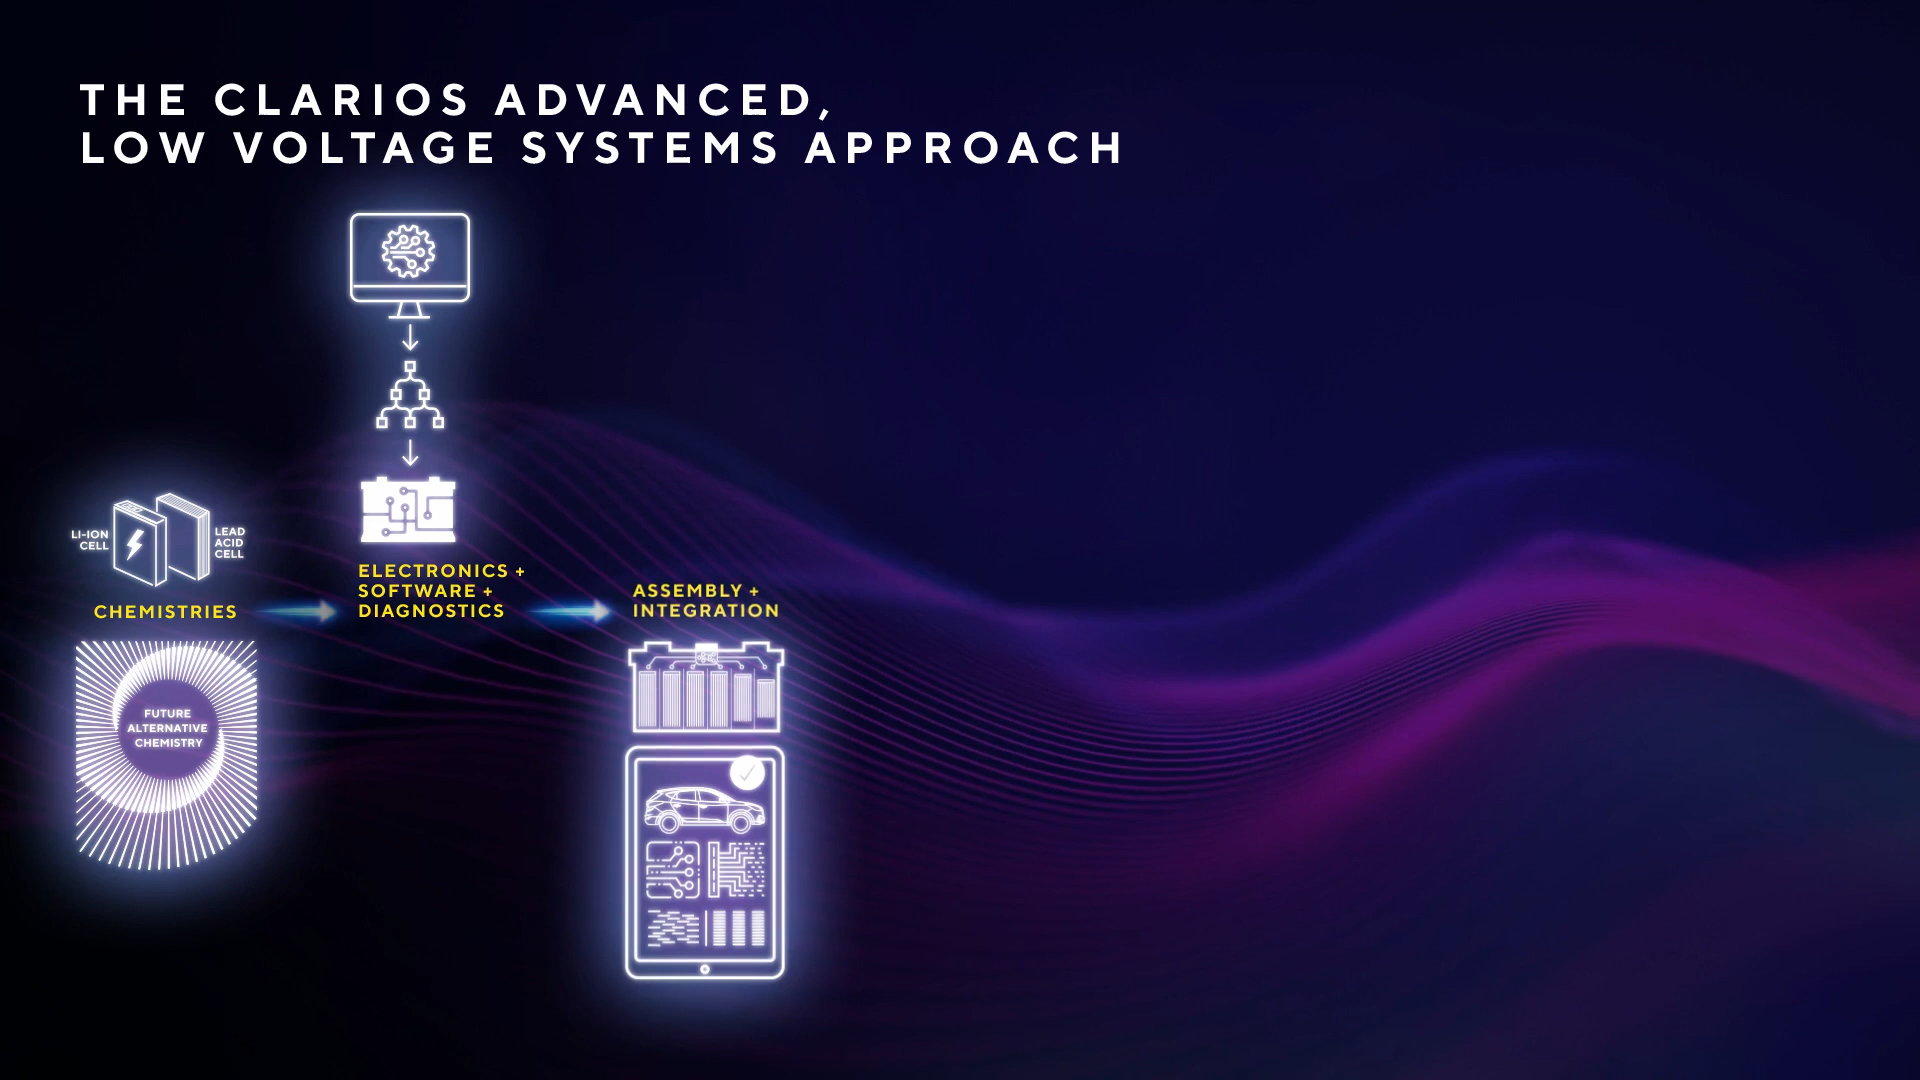 THE CLARIOS ADVANCED,
LOW VOLTAGE SYSTEMS APPROACH
LI-ION
CELL
LEAD
ACID
CELL
CHEMISTRIES
FUTURE
ALTERNATIVE
CHEMISTRY
ELECTRONICS +
SOFTWARE +
DIAGNOSTICS
ASSEMBLY +
INTEGRATION